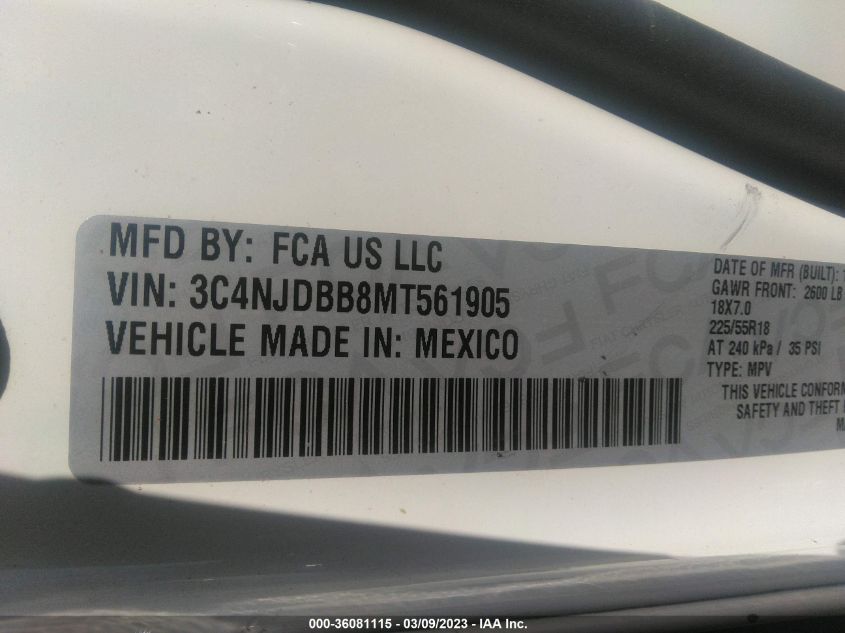 MFD BY: FCA US LLC
VIN: 3C4NJDBB8MT561905
VEHICLE MADE IN: MEXICO
DATE OF MFR (BUILT):
GAWR FRONT: 2600 LB
18X7.0
225/55R18
AT 240 kPa / 35 PSI
TYPE: MPV
THIS VEHICLE
SAFETY AND THEFT
000-36081115 - 03/09/2023 - IAA Inc.